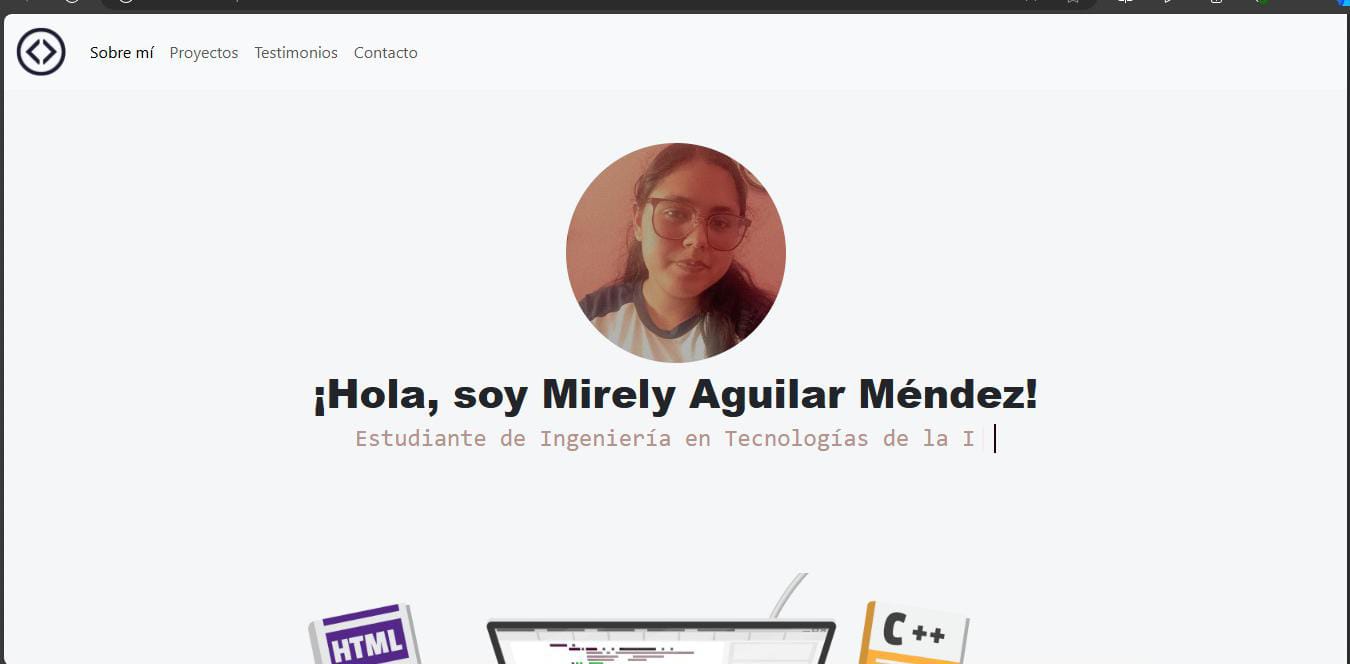 Sobre mí Proyectos Testimonios Contacto
¡Hola, soy Mirely Aguilar Méndez!
Estudiante de Ingeniería en Tecnologías de la I
HTML
C++